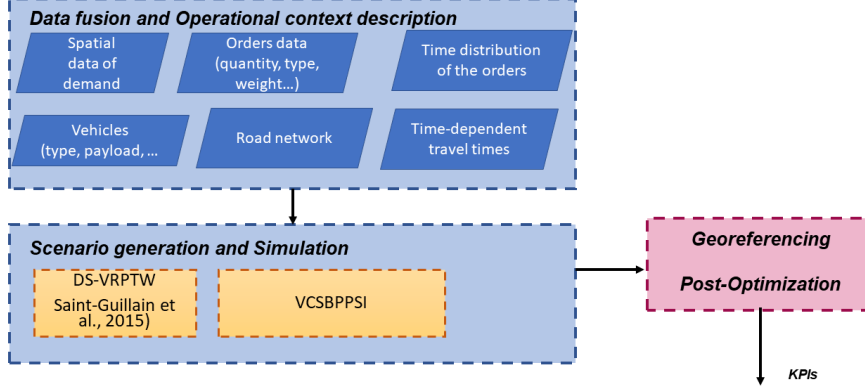 Data fusion and Operational context description
Spatial
data of
demand
Orders data
(quantity, type,
weight...)
Time distribution
of the orders
Vehicles
(type, payload, ...
Road network
Time-dependent
travel times
Scenario generation and Simulation
DS-VRPTW
Saint-Guillain et
al., 2015)
VCSBPPSI
Georeferencing
Post-Optimization
KPIs